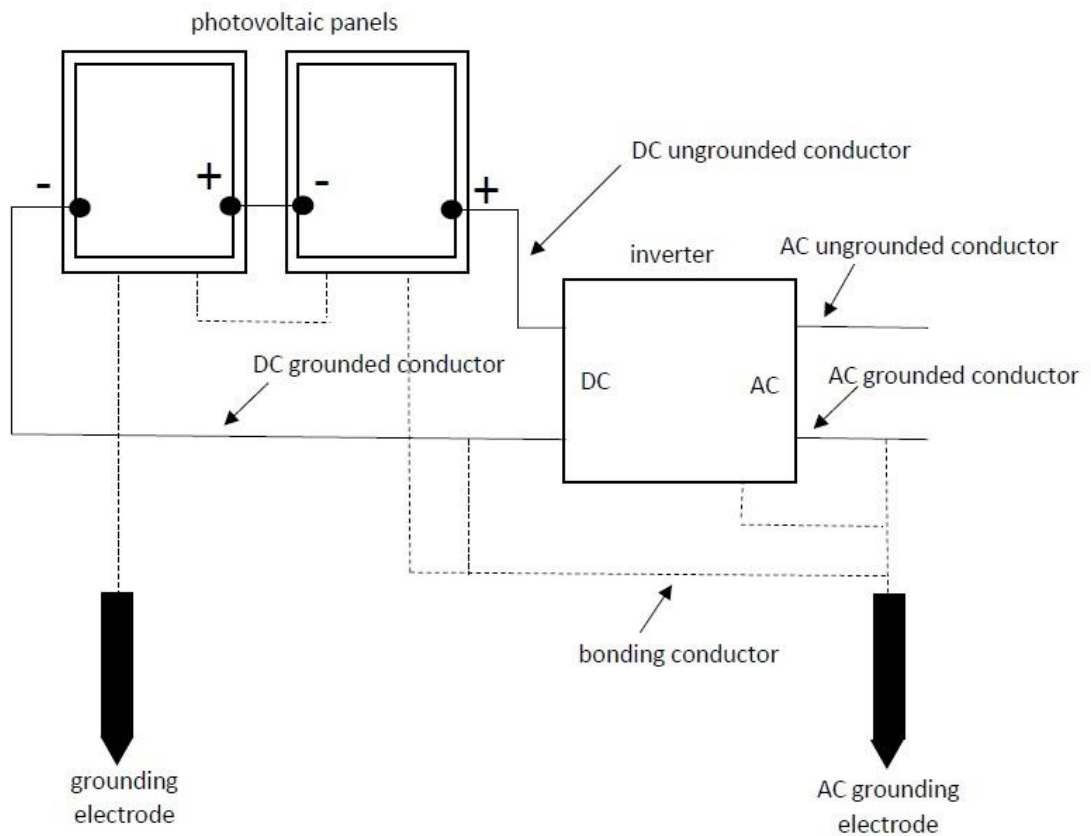 photovoltaic panels
-
+
-
+
DC ungrounded conductor
AC ungrounded conductor
inverter
DC grounded conductor
AC grounded conductor
DC
AC
bonding conductor
grounding
electrode
AC grounding
electrode